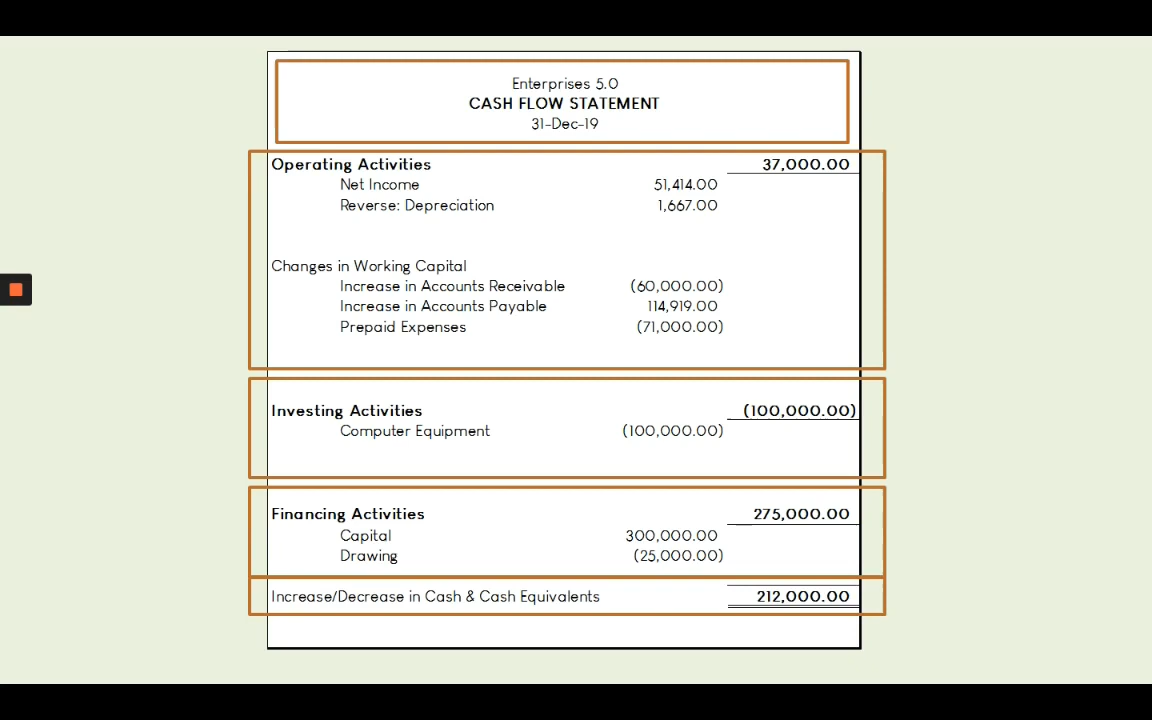 Enterprises 5.0
CASH FLOW STATEMENT
31-Dec-19
Operating Activities 37,000.00
Net Income 51,414.00
Reverse: Depreciation 1,667.00
Changes in Working Capital
Increase in Accounts Receivable (60,000.00)
Increase in Accounts Payable 114,919.00
Prepaid Expenses (71,000.00)
Investing Activities (100,000.00)
Computer Equipment (100,000.00)
Financing Activities 275,000.00
Capital 300,000.00
Drawing (25,000.00)
Increase/Decrease in Cash & Cash Equivalents 212,000.00